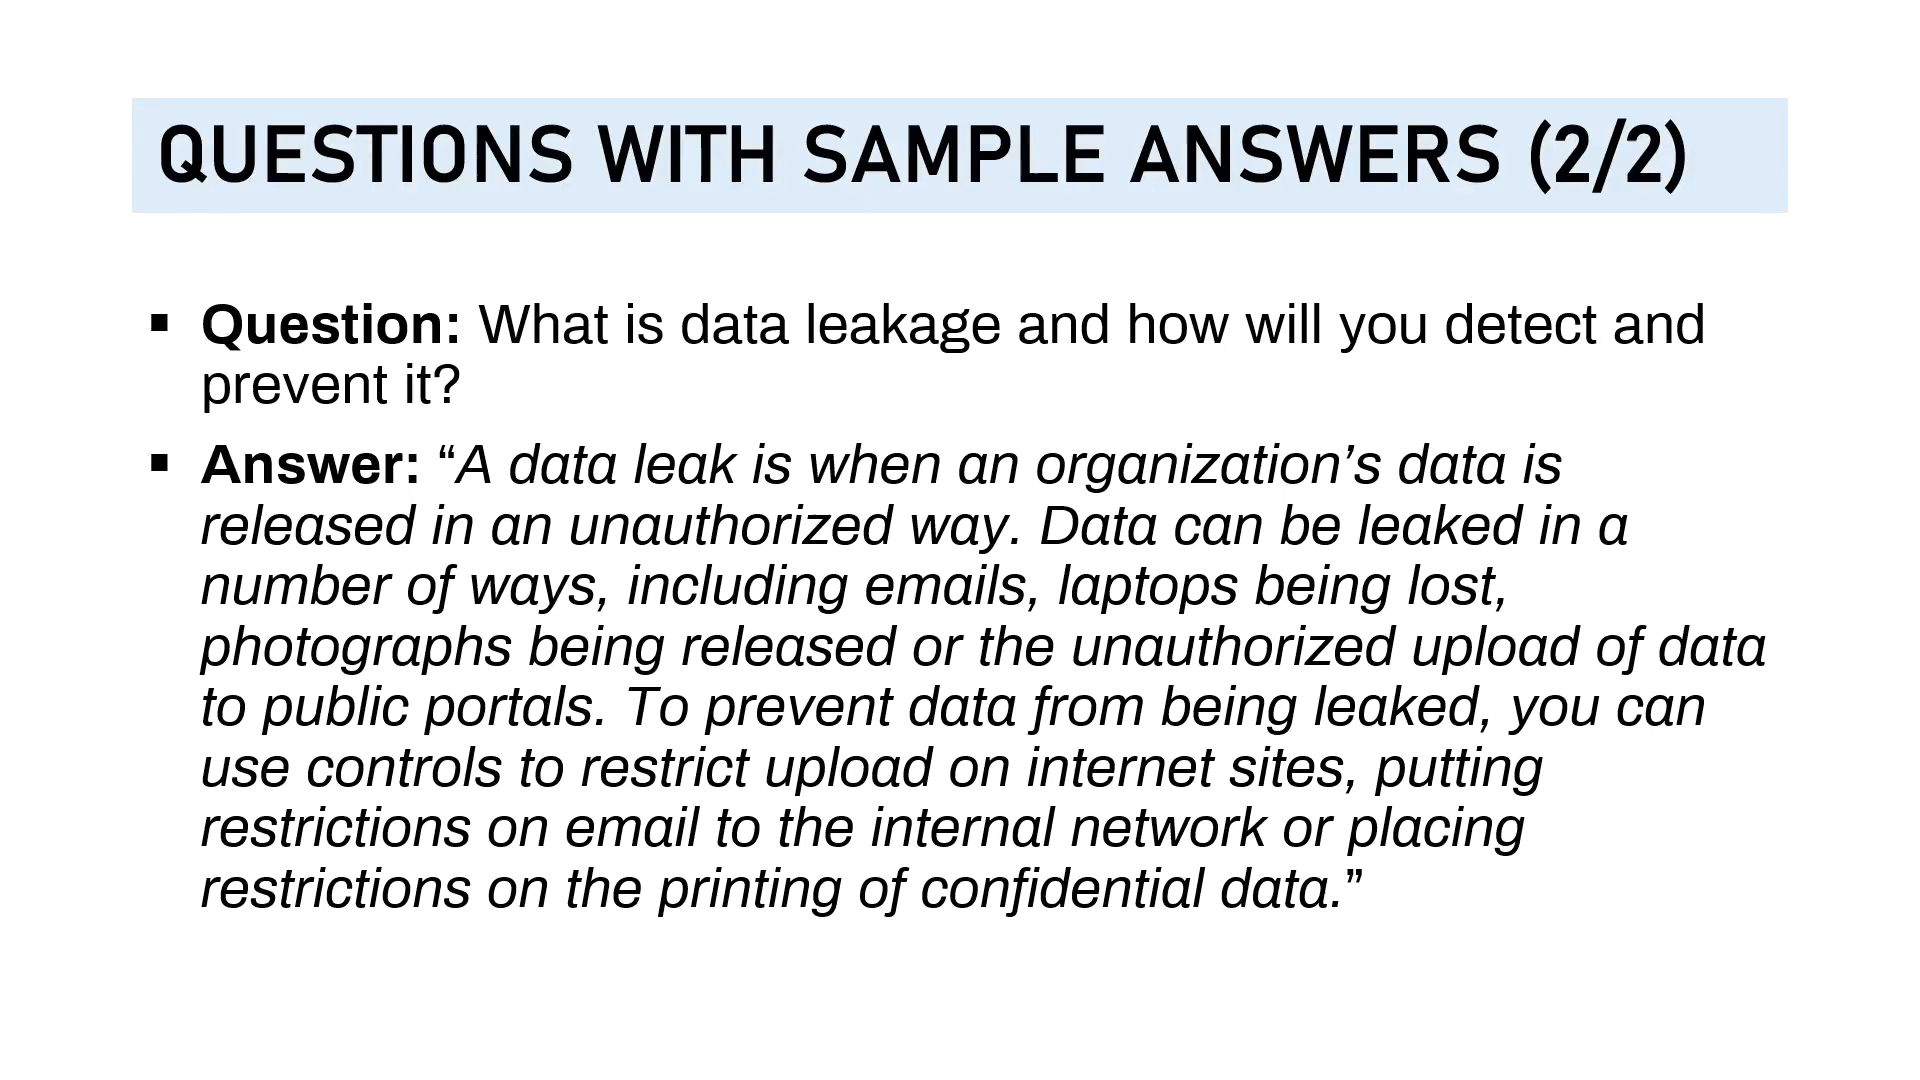 QUESTIONS WITH SAMPLE ANSWERS (2/2)
▪ Question: What is data leakage and how will you detect and
prevent it?
▪ Answer: “A data leak is when an organization’s data is
released in an unauthorized way. Data can be leaked in a
number of ways, including emails, laptops being lost,
photographs being released or the unauthorized upload of data
to public portals. To prevent data from being leaked, you can
use controls to restrict upload on internet sites, putting
restrictions on email to the internal network or placing
restrictions on the printing of confidential data.”